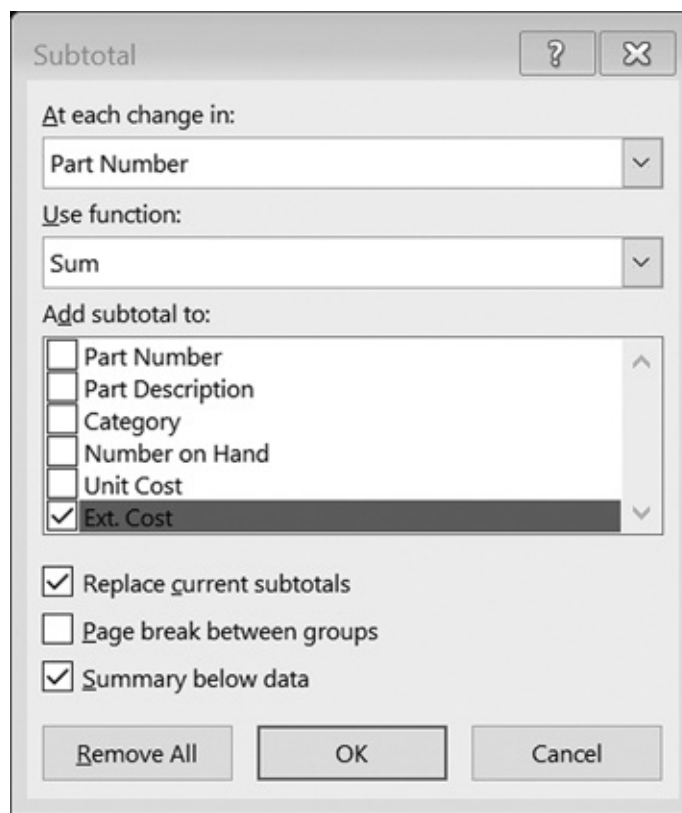 Subtotal
?
At each change in:
Part Number
Use function:
Sum
Add subtotal to:
Part Number
Part Description
Category
Number on Hand
Unit Cost
Ext. Cost
Replace current subtotals
Page break between groups
Summary below data
Remove All OK Cancel